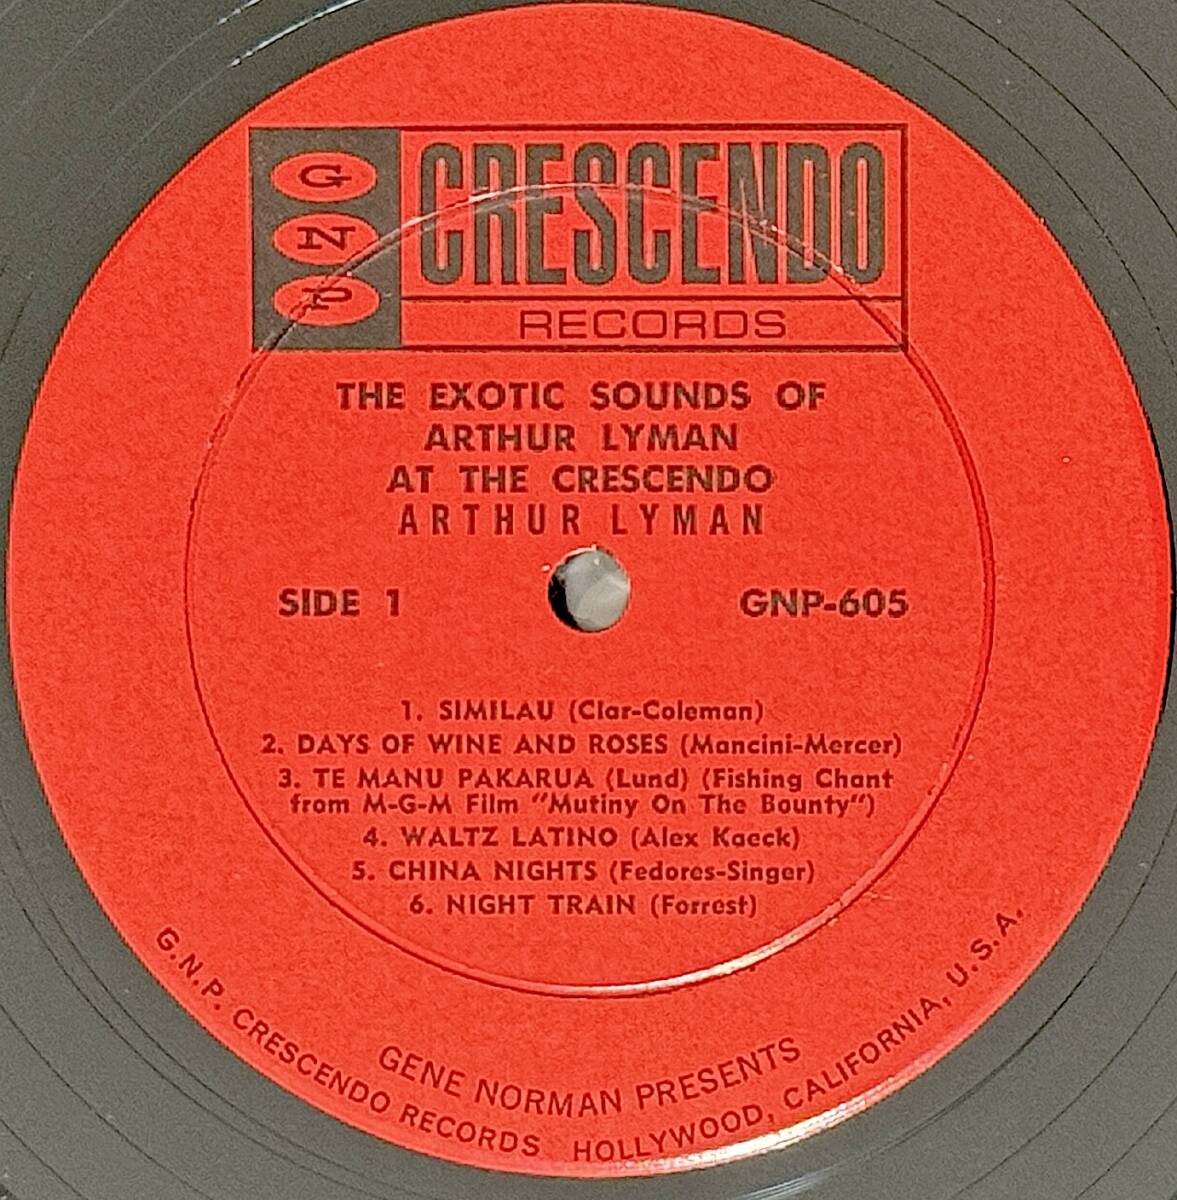 G
N
P
CRESCENDO
RECORDS
THE EXOTIC SOUNDS OF
ARTHUR LYMAN
AT THE CRESCENDO
ARTHUR LYMAN
SIDE 1 GNP-605
1. SIMILAU (Clar-Coleman)
2. DAYS OF WINE AND ROSES (Mancini-Mercer)
3. TE MANU PAKARUA (Lund) (Fishing Chant
from M-G-M Film "Mutiny On The Bounty")
4. WALTZ LATINO (Alex Kaeck)
5. CHINA NIGHTS (Fedores-Singer)
6. NIGHT TRAIN (Forrest)
GENE NORMAN PRESENTS
G.N.P. CRESCENDO RECORDS HOLLYWOOD, CALIFORNIA, U.S.A.